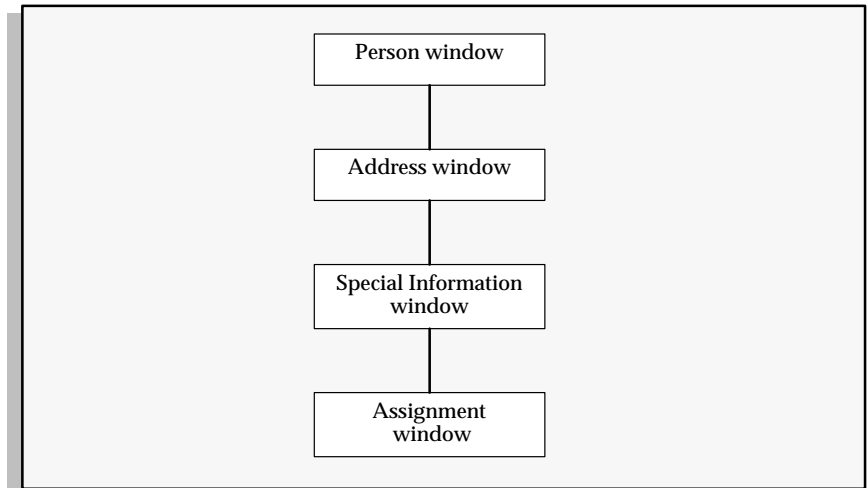 Person window
Address window
Special Information
window
Assignment
window